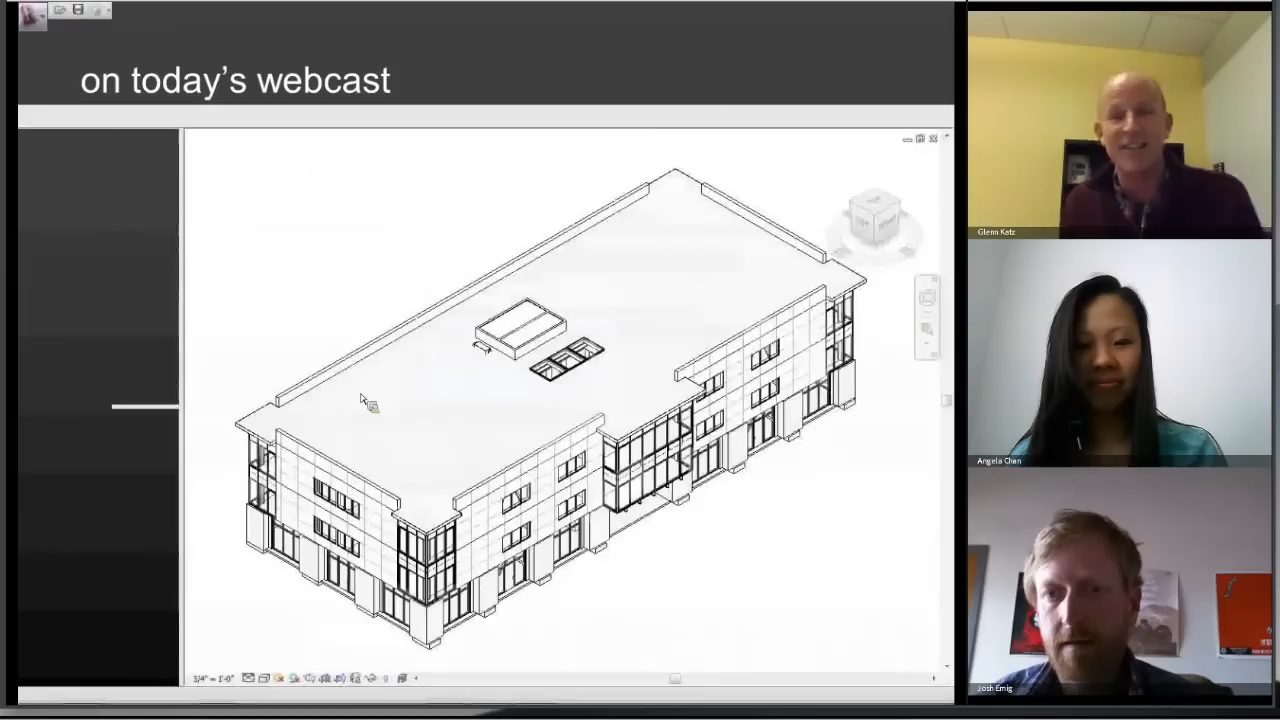 on today's webcast
3/4" = 1'-0"
Glenn Katz
Angela Chan
Josh Emig